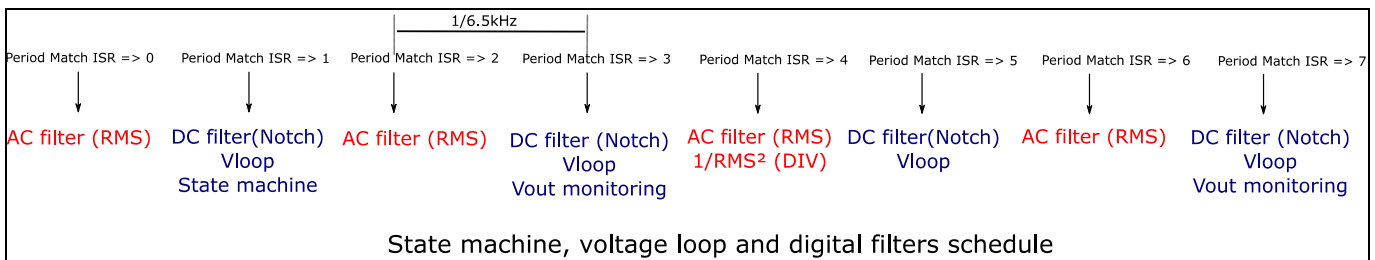 1/6.5kHz
Period Match ISR => 0
Period Match ISR => 1
Period Match ISR => 2
Period Match ISR => 3
Period Match ISR => 4
Period Match ISR => 5
Period Match ISR => 6
Period Match ISR => 7
AC filter (RMS)
DC filter(Notch)
Vloop
State machine
AC filter (RMS)
DC filter (Notch)
Vloop
Vout monitoring
AC filter (RMS)
1/RMS² (DIV)
DC filter(Notch)
Vloop
AC filter (RMS)
DC filter (Notch)
Vloop
Vout monitoring
State machine, voltage loop and digital filters schedule